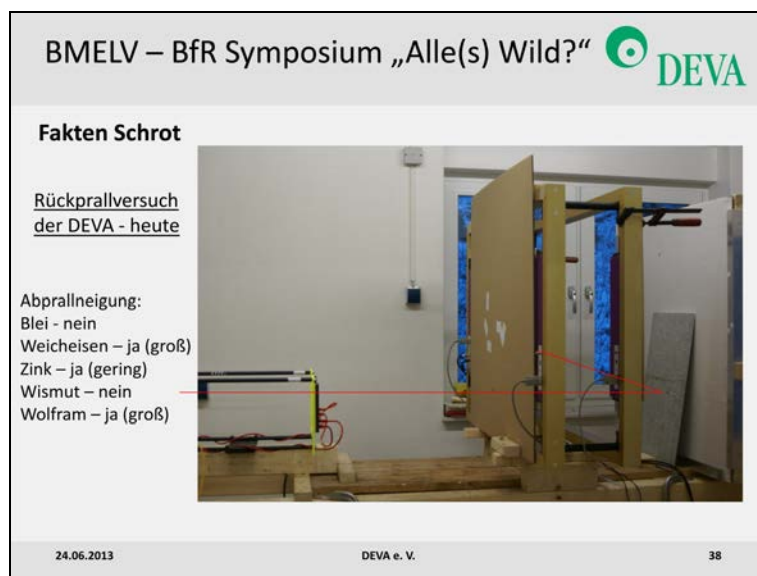 BMELV – BfR Symposium „Alle(s) Wild?“
DEVA
Fakten Schrot
Rückprallversuch
der DEVA - heute
Abprallneigung:
Blei - nein
Weicheisen – ja (groß)
Zink – ja (gering)
Wismut – nein
Wolfram – ja (groß)
24.06.2013
DEVA e. V.
38